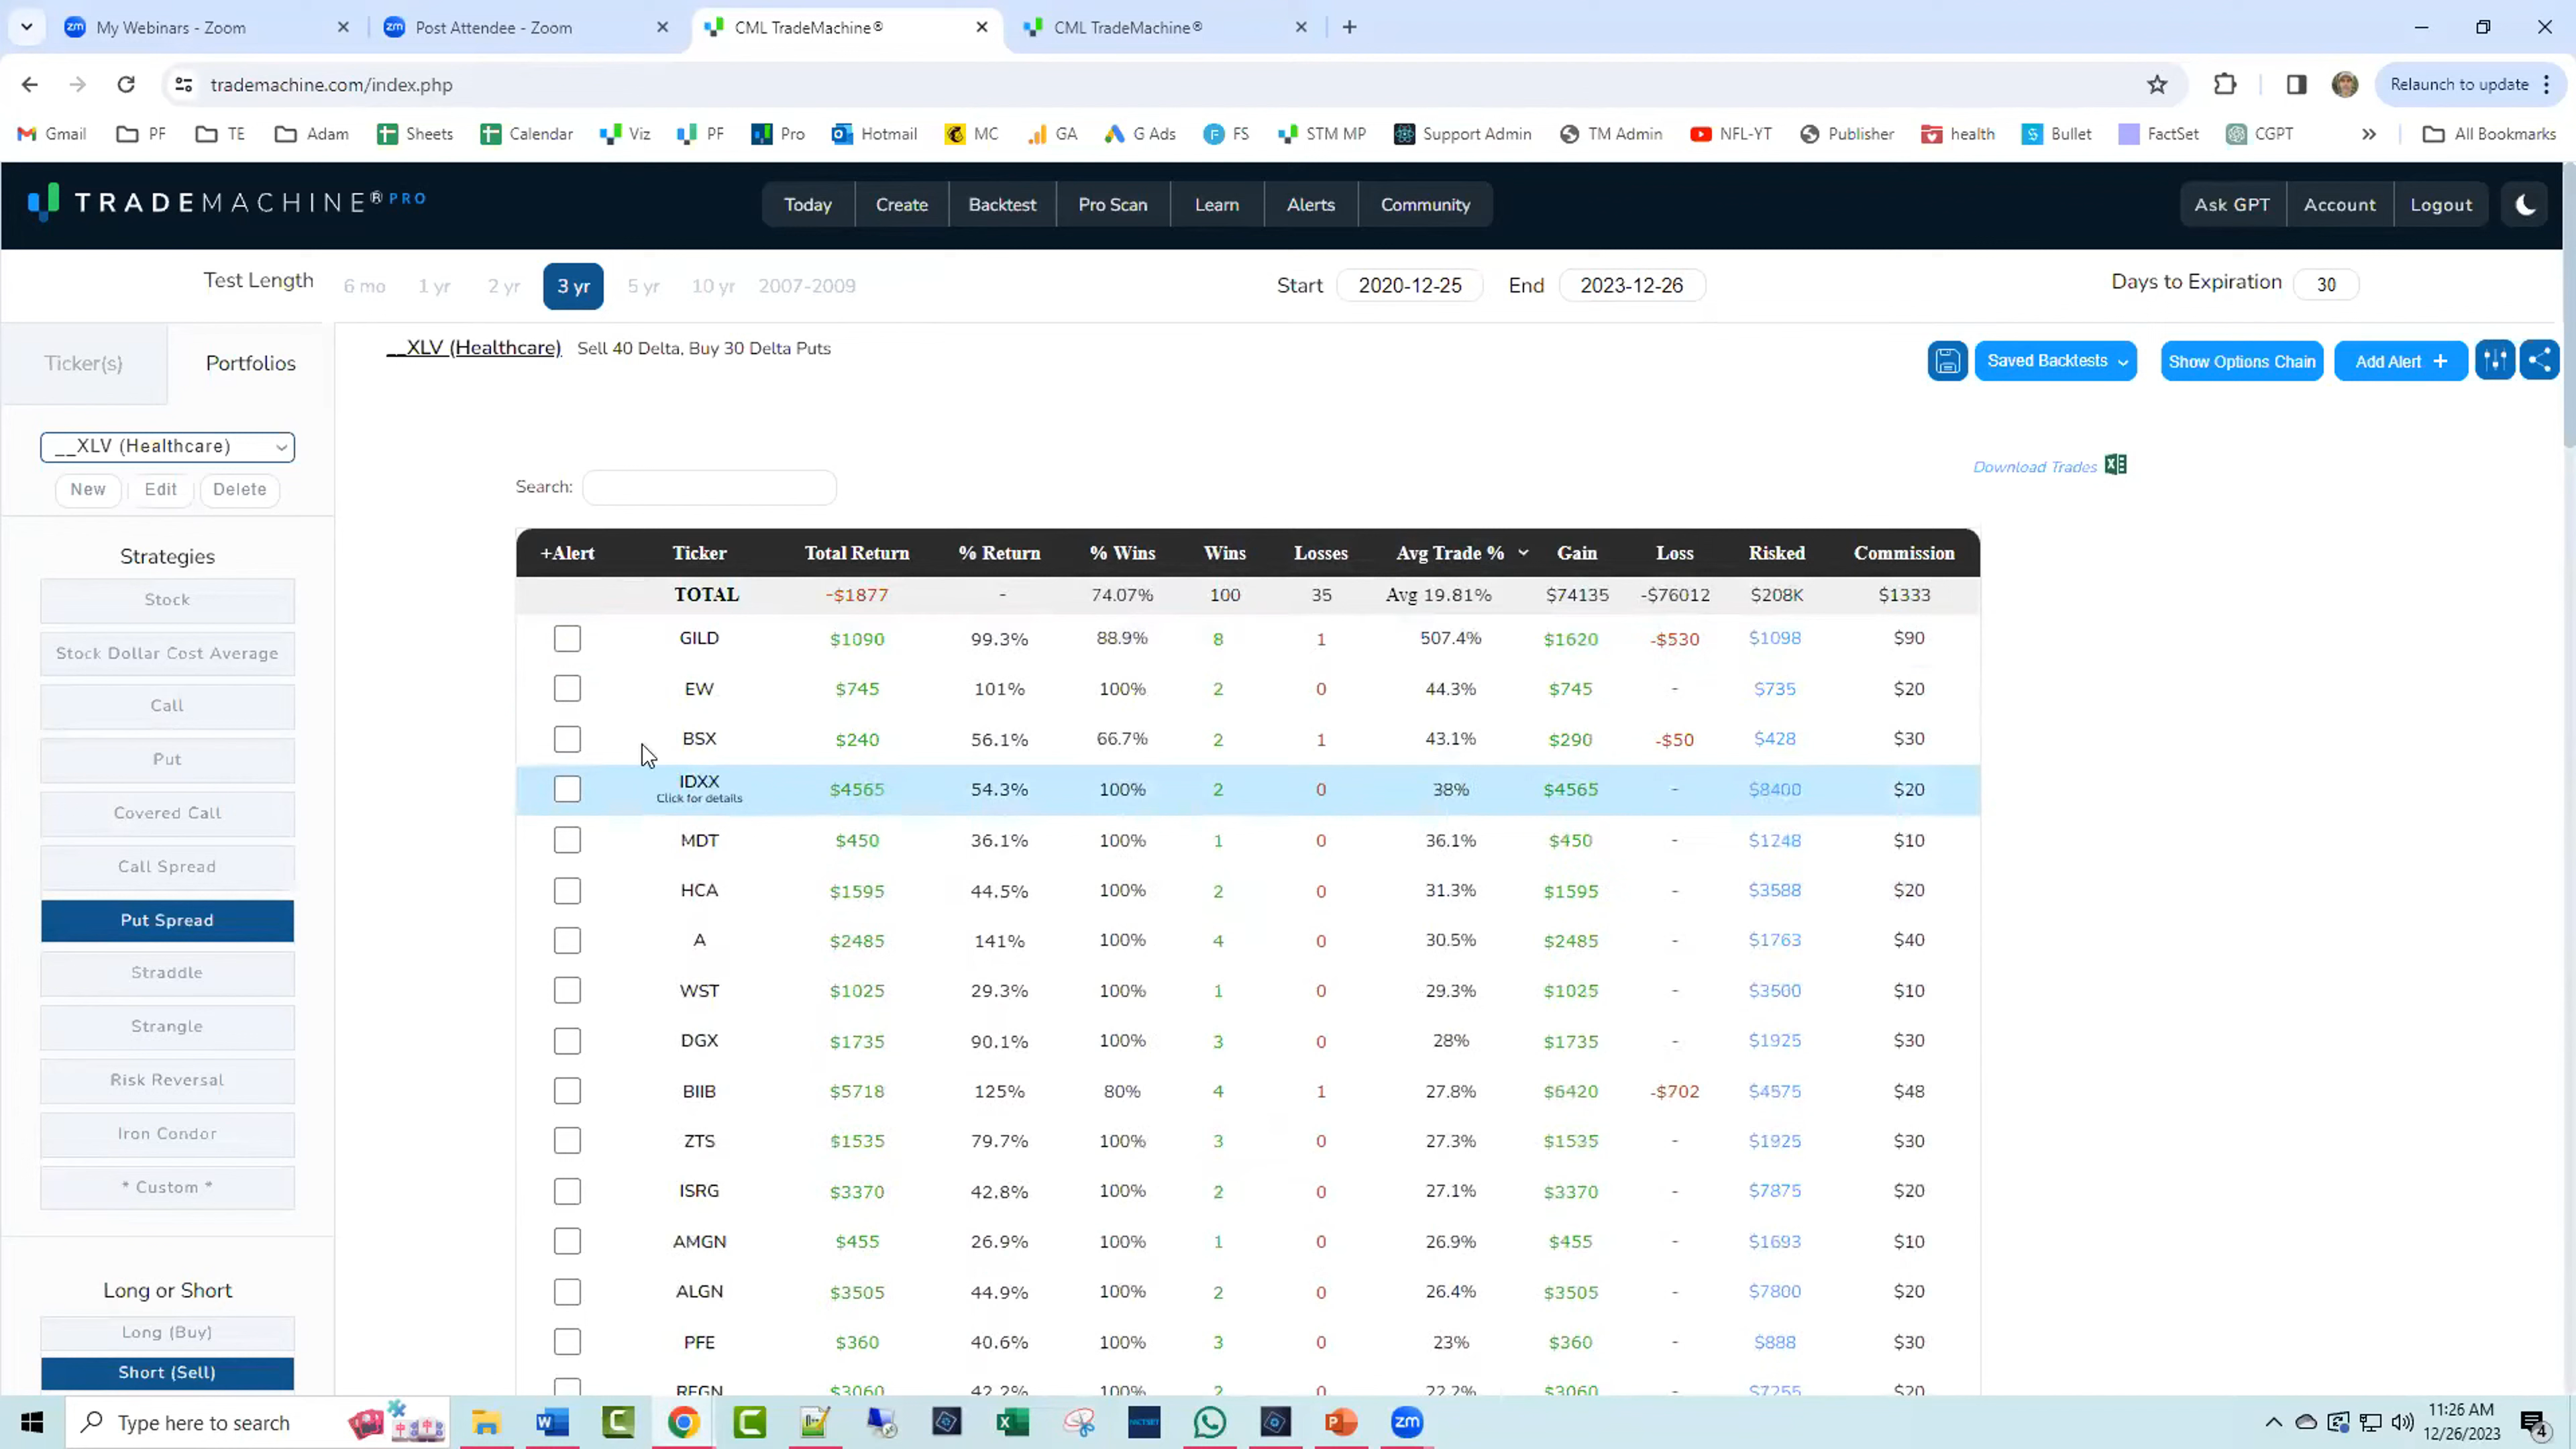 My Webinars - Zoom
Post Attendee - Zoom
CML TradeMachine®
CML TradeMachine®
trademachine.com/index.php
Relaunch to update
Gmail PF TE Adam Sheets Calendar Viz PF Pro Hotmail MC GA G Ads FS STM MP Support Admin TM Admin NFL-YT Publisher health Bullet FactSet CGPT » All Bookmarks
TRADEMACHINE® PRO
Today Create Backtest Pro Scan Learn Alerts Community
Ask GPT Account Logout
Test Length 6 mo 1 yr 2 yr 3 yr 5 yr 10 yr 2007-2009 Start 2020-12-25 End 2023-12-26 Days to Expiration 30
Ticker(s) Portfolios
__XLV (Healthcare) Sell 40 Delta, Buy 30 Delta Puts
Saved Backtests Show Options Chain Add Alert +
__XLV (Healthcare)
New Edit Delete
Download Trades
Search:
Strategies
Stock
Stock Dollar Cost Average
Call
Put
Covered Call
Call Spread
Put Spread
Straddle
Strangle
Risk Reversal
Iron Condor
* Custom *
Long or Short
Long (Buy)
Short (Sell)
+Alert Ticker Total Return % Return % Wins Wins Losses Avg Trade % Gain Loss Risked Commission
TOTAL -$1877 - 74.07% 100 35 Avg 19.81% $74135 -$76012 $208K $1333
GILD $1090 99.3% 88.9% 8 1 507.4% $1620 -$530 $1098 $90
EW $745 101% 100% 2 0 44.3% $745 - $735 $20
BSX $240 56.1% 66.7% 2 1 43.1% $290 -$50 $428 $30
IDXX $4565 54.3% 100% 2 0 38% $4565 - $8400 $20
Click for details
MDT $450 36.1% 100% 1 0 36.1% $450 - $1248 $10
HCA $1595 44.5% 100% 2 0 31.3% $1595 - $3588 $20
A $2485 141% 100% 4 0 30.5% $2485 - $1763 $40
WST $1025 29.3% 100% 1 0 29.3% $1025 - $3500 $10
DGX $1735 90.1% 100% 3 0 28% $1735 - $1925 $30
BIIB $5718 125% 80% 4 1 27.8% $6420 -$702 $4575 $48
ZTS $1535 79.7% 100% 3 0 27.3% $1535 - $1925 $30
ISRG $3370 42.8% 100% 2 0 27.1% $3370 - $7875 $20
AMGN $455 26.9% 100% 1 0 26.9% $455 - $1693 $10
ALGN $3505 44.9% 100% 2 0 26.4% $3505 - $7800 $20
PFE $360 40.6% 100% 3 0 23% $360 - $888 $30
REGN $3060 42.2% 100% 2 0 22.2% $3060 - $7255 $20
Type here to search
FACTSET
zm
11:26 AM
12/26/2023
4